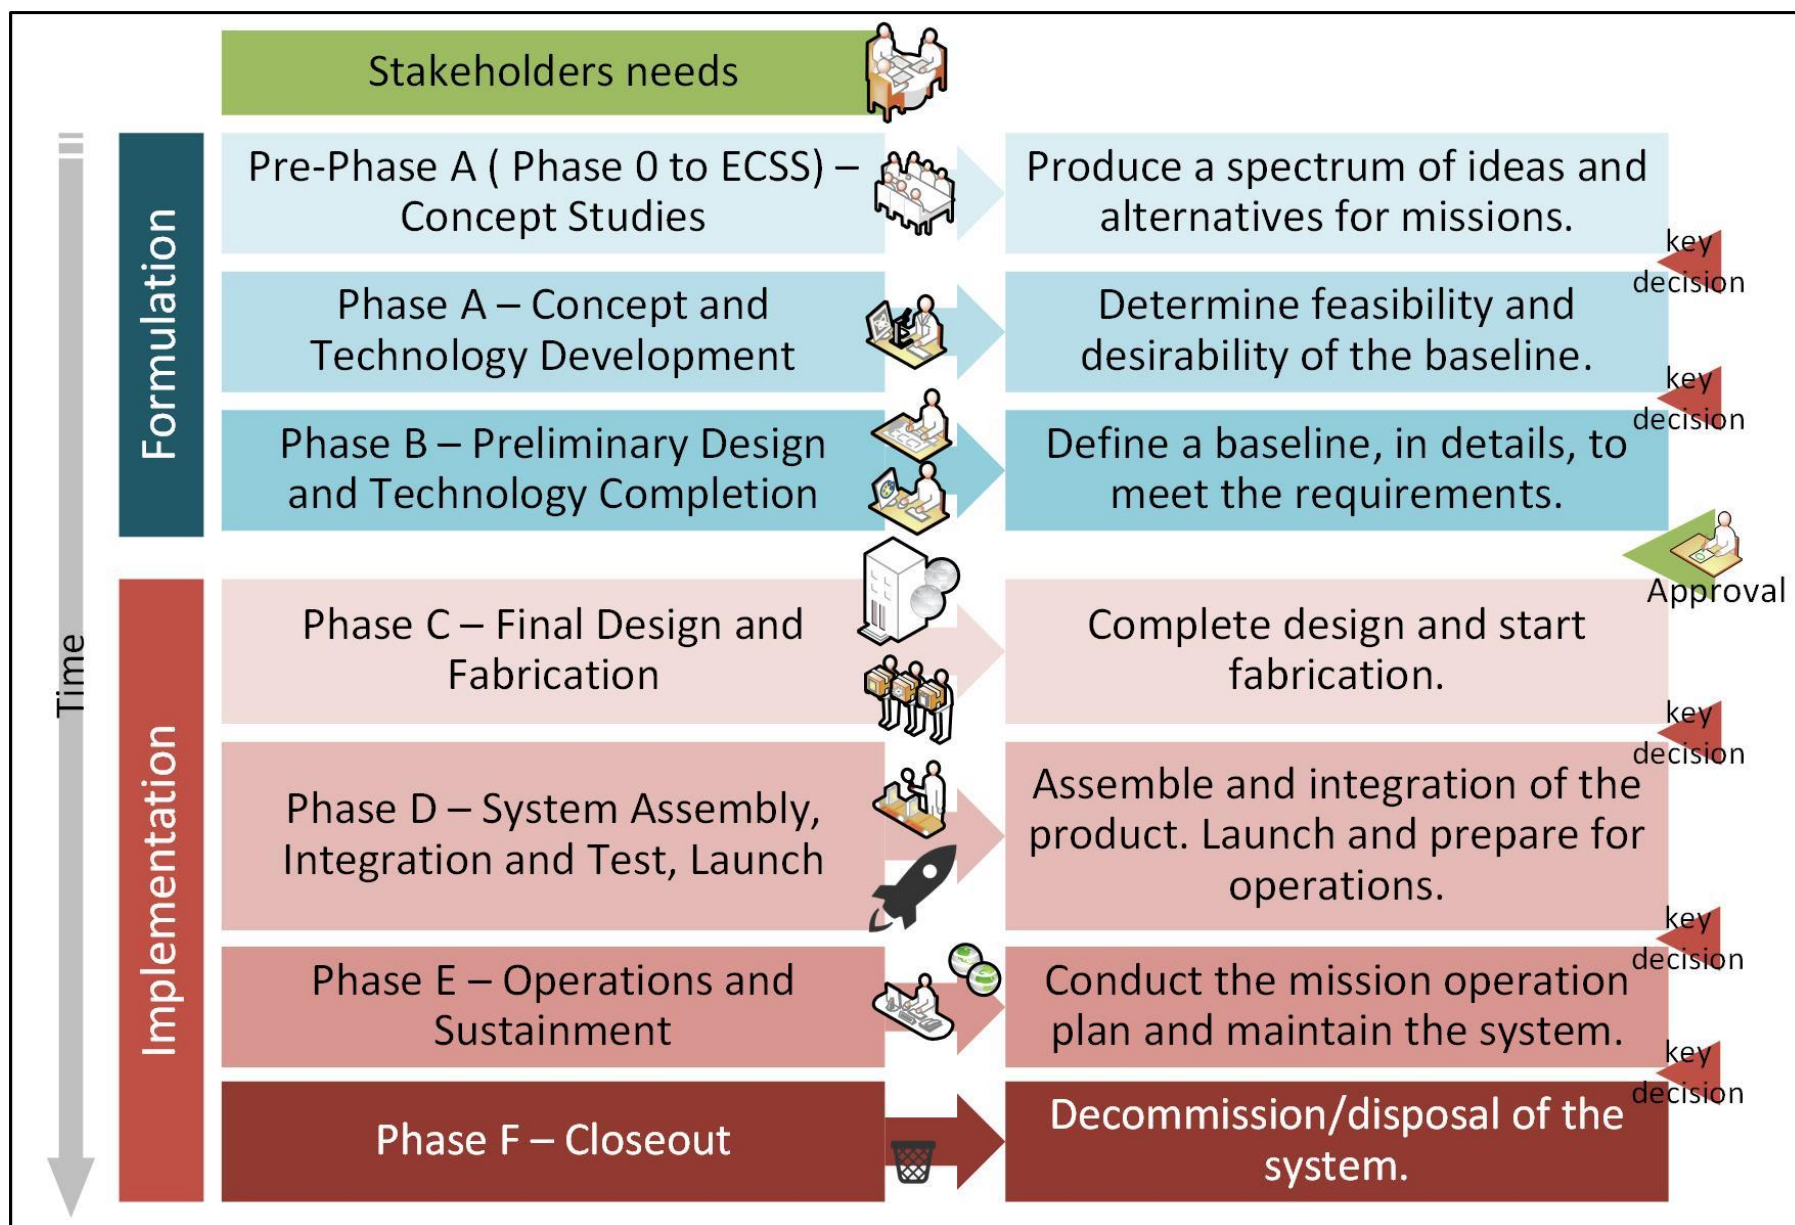 Stakeholders needs
Time
Formulation
Pre-Phase A ( Phase 0 to ECSS) –
Concept Studies
Produce a spectrum of ideas and
alternatives for missions.
key
decision
Phase A – Concept and
Technology Development
Determine feasibility and
desirability of the baseline.
key
decision
Phase B – Preliminary Design
and Technology Completion
Define a baseline, in details, to
meet the requirements.
Approval
Implementation
Phase C – Final Design and
Fabrication
Complete design and start
fabrication.
key
decision
Phase D – System Assembly,
Integration and Test, Launch
Assemble and integration of the
product. Launch and prepare for
operations.
key
decision
Phase E – Operations and
Sustainment
Conduct the mission operation
plan and maintain the system.
key
decision
Phase F – Closeout
Decommission/disposal of the
system.